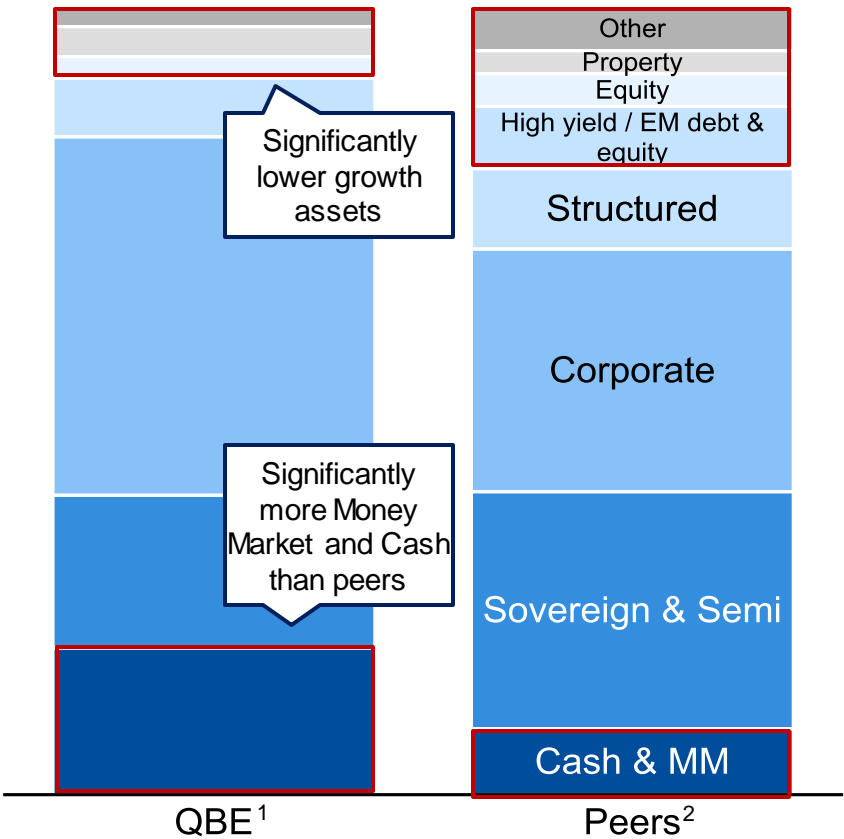 Other
Property
Equity
High yield / EM debt &
equity
Significantly
lower growth
assets
Structured
Corporate
Significantly
more Money
Market and Cash
than peers
Sovereign & Semi
Cash & MM
QBE¹
Peers²